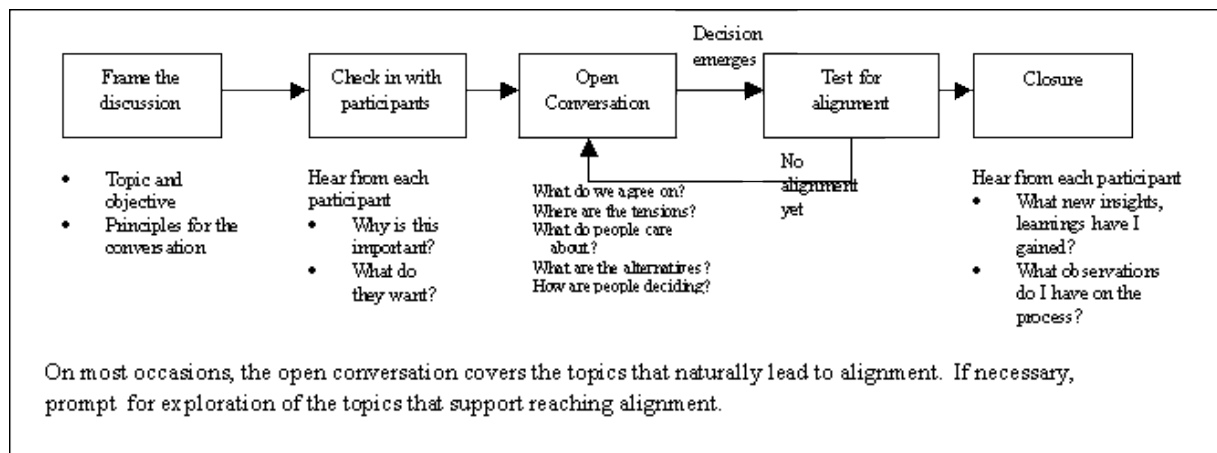 Frame the
discussion
Check in with
participants
Open
Conversation
Decision
emerges
Test for
alignment
Closure
• Topic and
objective
• Principles for the
conversation
Hear from each
participant
• Why is this
important?
• What do
they want?
What do we agree on?
Where are the tensions?
What do people care
about?
What are the alternatives?
How are people deciding?
No
alignment
yet
Hear from each participant
• What new insights,
learnings have I
gained?
• What observations
do I have on the
process?
On most occasions, the open conversation covers the topics that naturally lead to alignment. If necessary,
prompt for exploration of the topics that support reaching alignment.